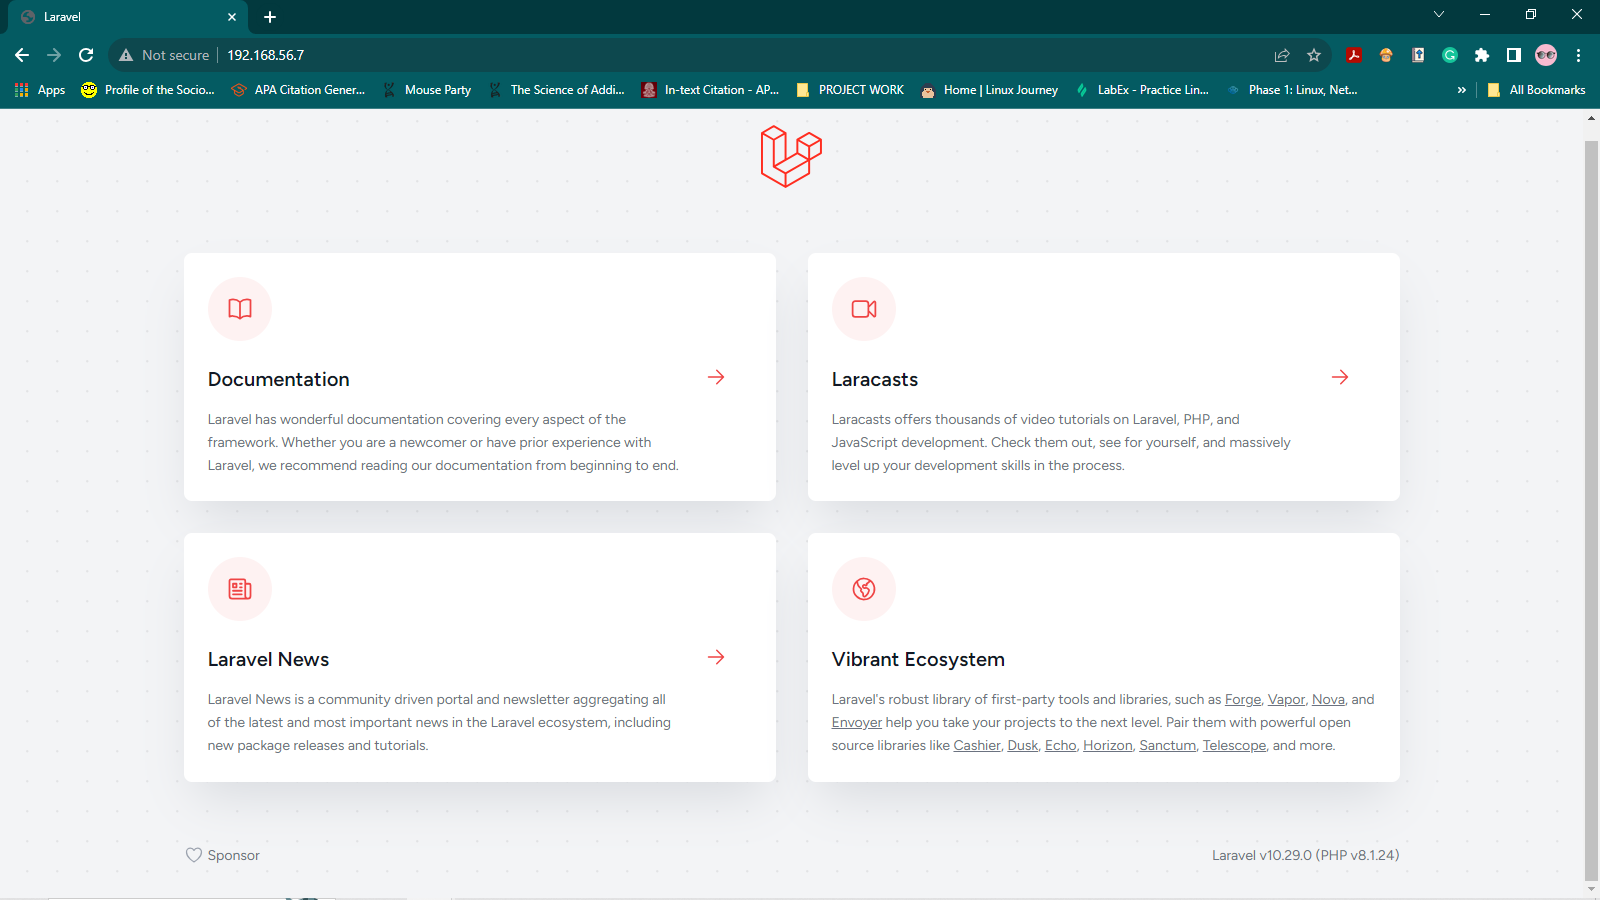 Laravel
Not secure
192.168.56.7
Apps
Profile of the Socio...
APA Citation Gener...
Mouse Party
The Science of Addi...
In-text Citation - AP...
PROJECT WORK
Home | Linux Journey
LabEx - Practice Lin...
Phase 1: Linux, Net...
»
All Bookmarks
Documentation
Laravel has wonderful documentation covering every aspect of the
framework. Whether you are a newcomer or have prior experience with
Laravel, we recommend reading our documentation from beginning to end.
Laracasts
Laracasts offers thousands of video tutorials on Laravel, PHP, and
JavaScript development. Check them out, see for yourself, and massively
level up your development skills in the process.
Laravel News
Laravel News is a community driven portal and newsletter aggregating all
of the latest and most important news in the Laravel ecosystem, including
new package releases and tutorials.
Vibrant Ecosystem
Laravel's robust library of first-party tools and libraries, such as Forge, Vapor, Nova, and
Envoyer help you take your projects to the next level. Pair them with powerful open
source libraries like Cashier, Dusk, Echo, Horizon, Sanctum, Telescope, and more.
Sponsor
Laravel v10.29.0 (PHP v8.1.24)